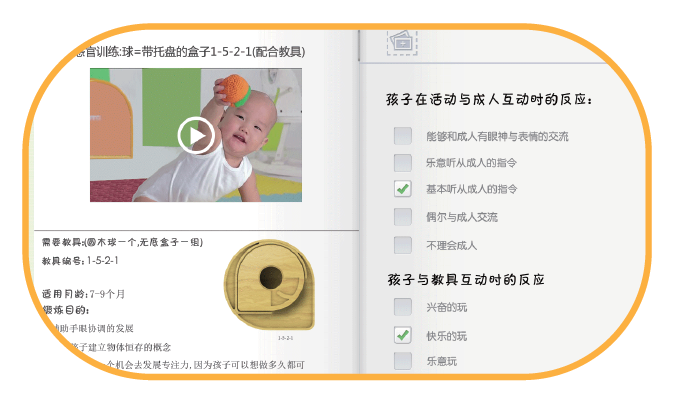 官训练:球=带托盘的盒子1-5-2-1(配合教具)
需要教具:(圆木球一个,无底盒子一组)
教具编号: 1-5-2-1
适用月龄: 7-9个月
锻炼目的:
辅助手眼协调的发展
孩子建立物体恒存的概念
个机会去发展专注力, 因为孩子可以想做多久都可
1-5-2-1
孩子在活动与成人互动时的反应:
能够和成人有眼神与表情的交流
乐意听从成人的指令
基本听从成人的指令
偶尔与成人交流
不理会成人
孩子与教具互动时的反应
兴奋的玩
快乐的玩
乐意玩